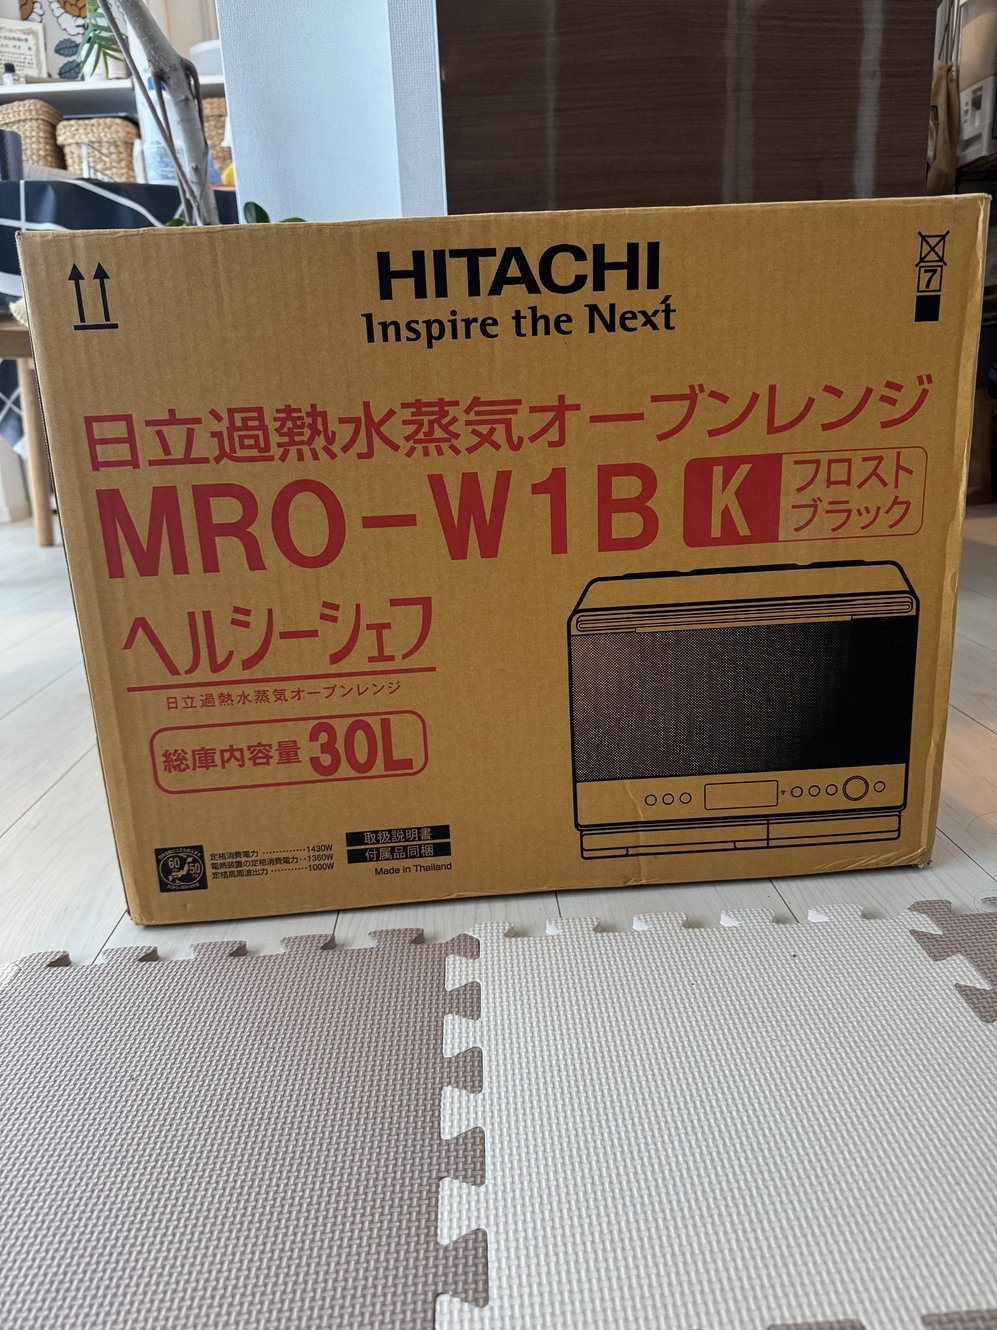 HITACHI
Inspire the Next
7
日立過熱水蒸気オーブンレンジ
MRO-W1B K フロスト
ブラック
ヘルシーシェフ
日立過熱水蒸気オーブンレンジ
総庫内容量 30L
60
50
定格消費電力 ············ 1430W
電熱装置の定格消費電力 ·· 1360W
定格高周波出力 ·········· 1000W
取扱説明書
付属品同梱
Made in Thailand